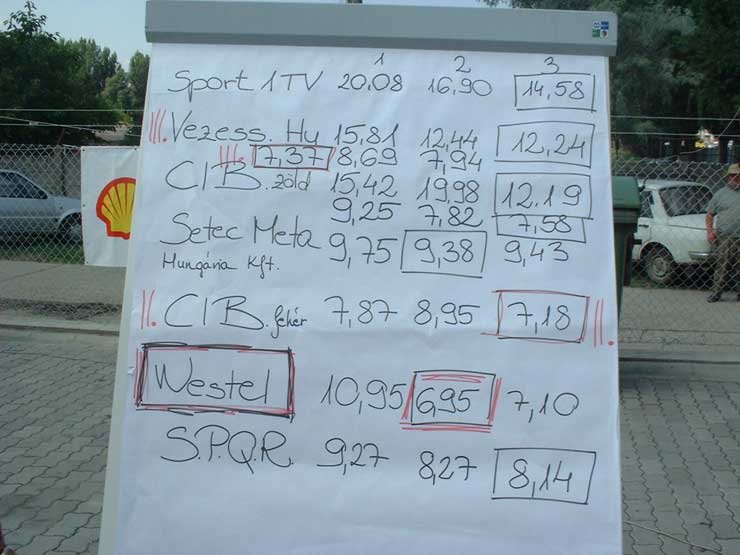 1 2 3
Sport 1 TV 20.08 16,90 14,58
III. Vezess. Hu 15,81 12,44 12,24
III. 7,37 8,69 7,94
CIB. zöld 15,42 19,98 12.19
9,25 7,82 7,58
Setec Meta 9,75 9,38 9,43
Hungária Kft.
II. CIB. fehér 7,87 8,95 7,18 II.
Westel 10,95 6,95 7,10
S.P.Q.R. 9,27 8,27 8,14